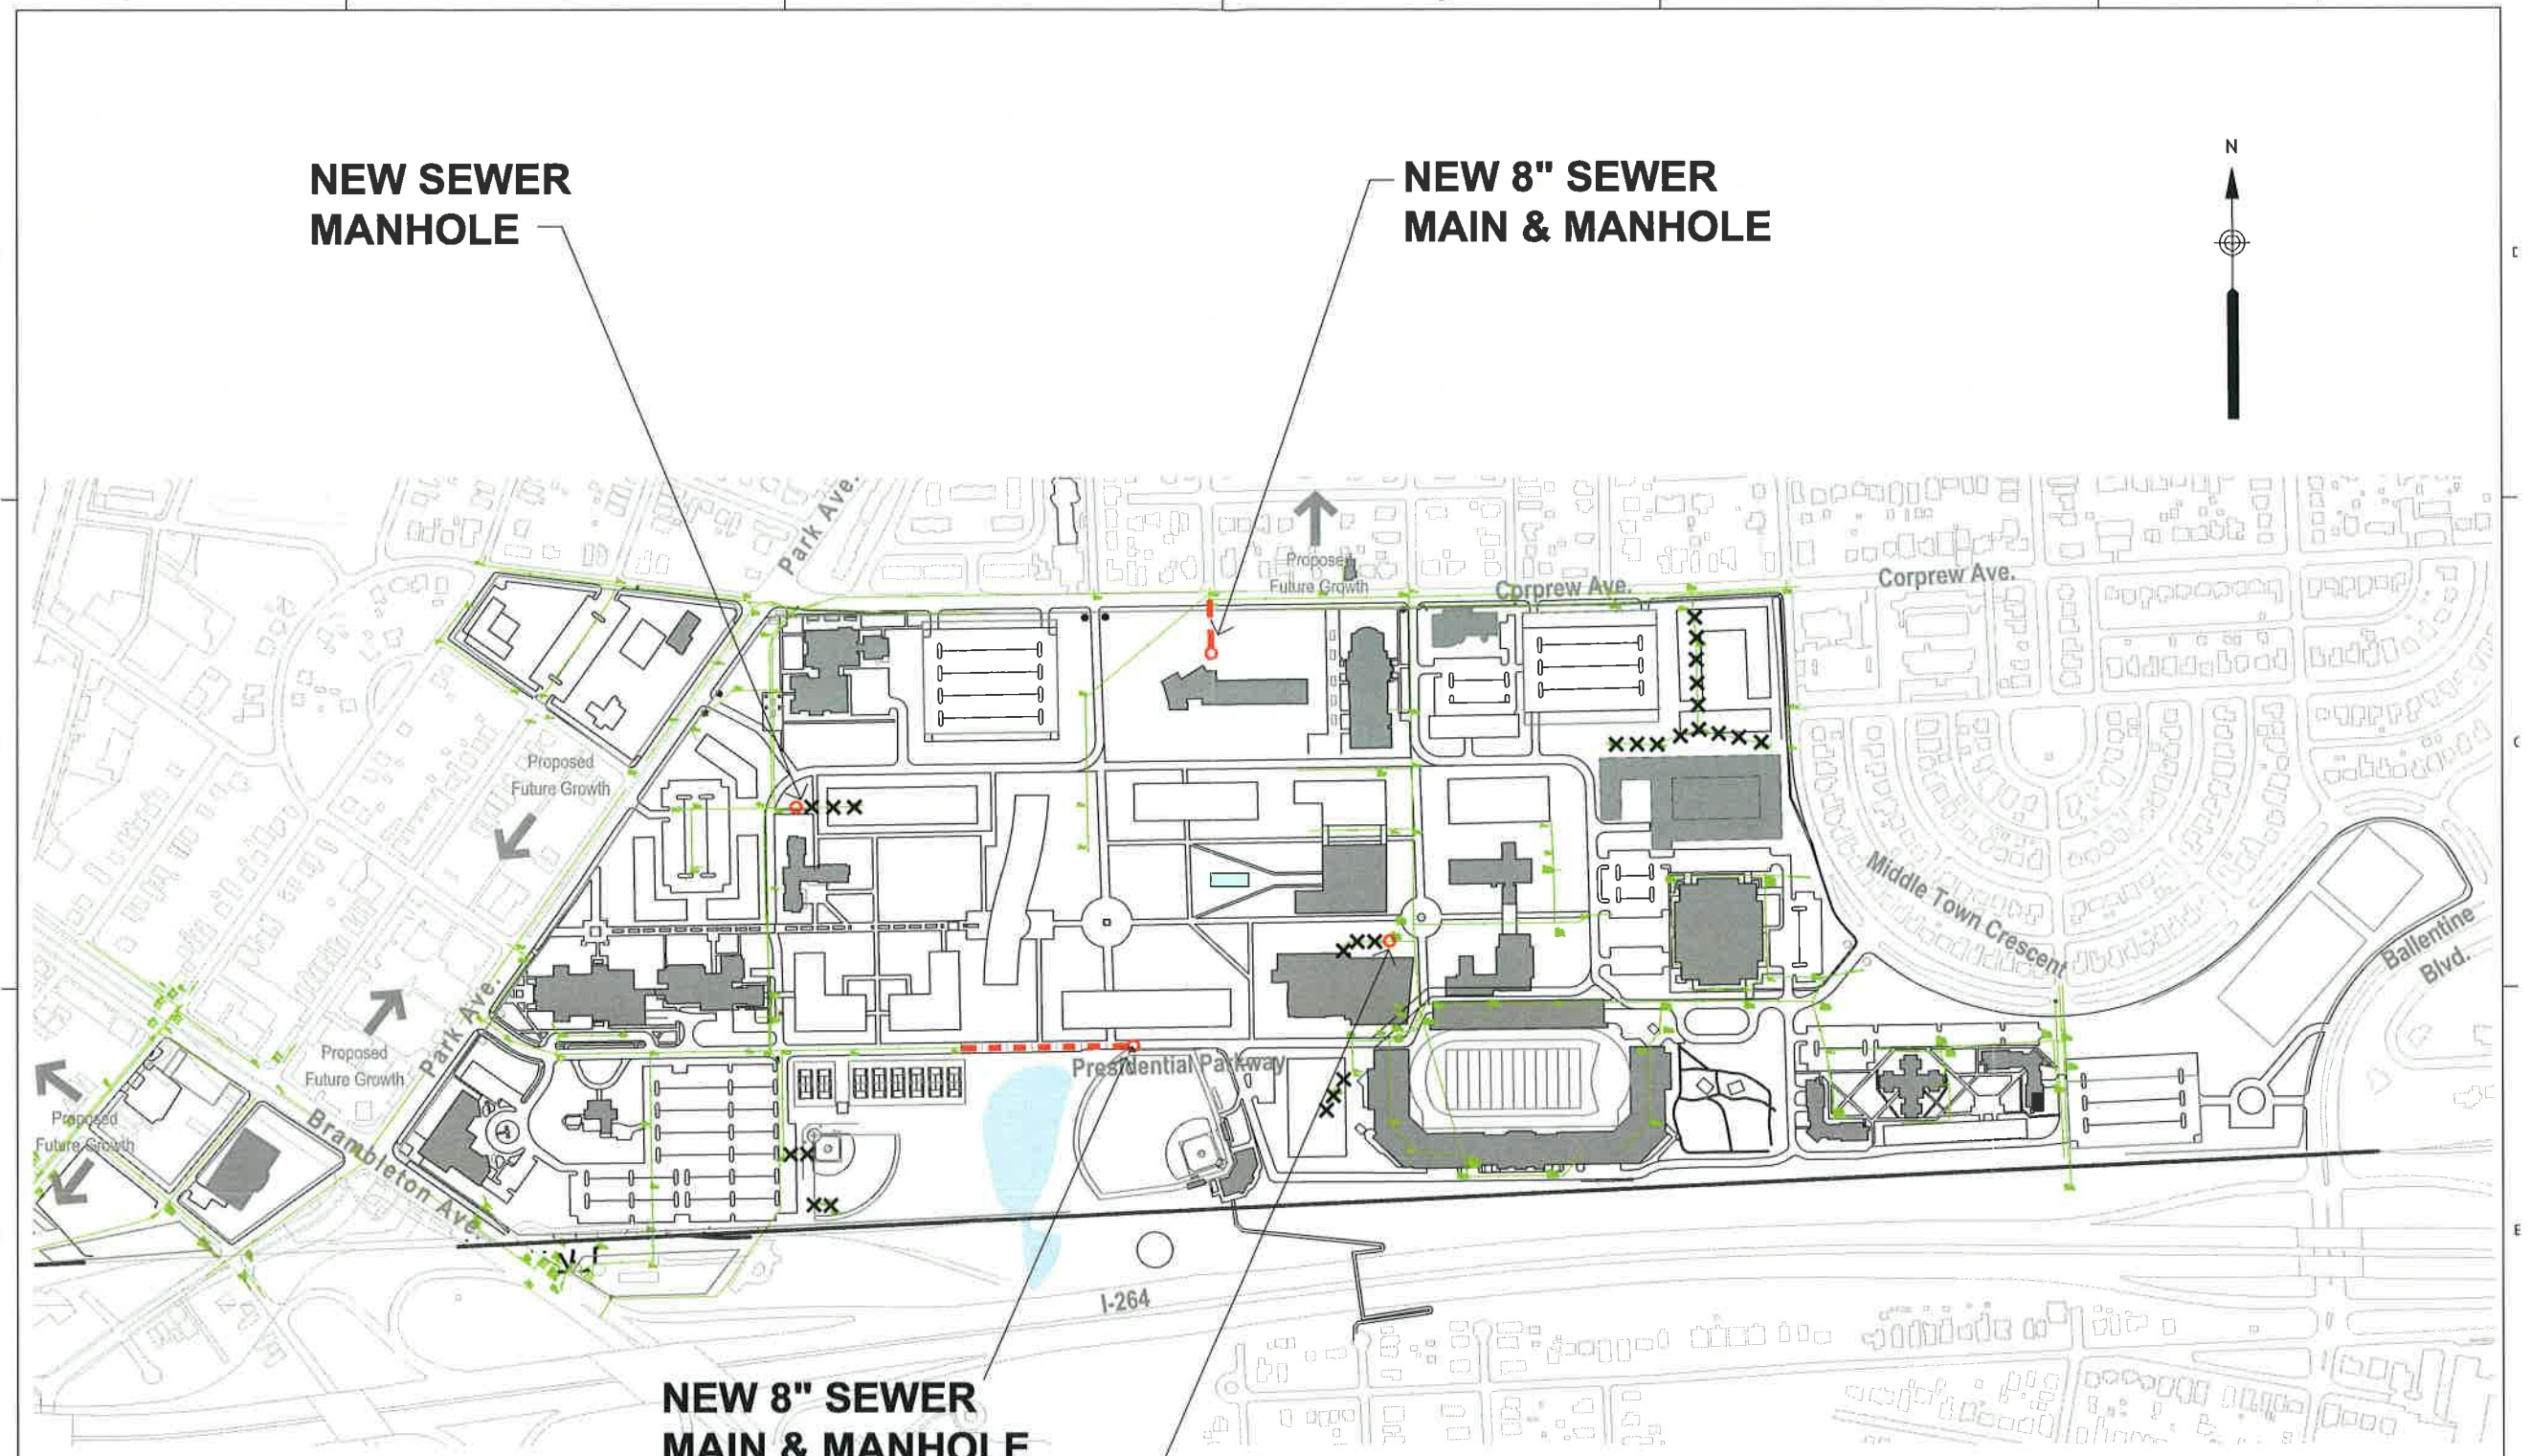 NEW SEWER
MANHOLE
NEW 8" SEWER
MAIN & MANHOLE
N
D
Park Ave.
Proposed
Future Growth
Corprew Ave.
Corprew Ave.
C
Proposed
Future Growth
Middle Town Crescent
Ballentine
Blvd.
Park Ave.
Proposed
Future Growth
Presidential Parkway
Proposed
Future Growth
Brambleton Ave.
I-264
NEW 8" SEWER
MAIN & MANHOLE